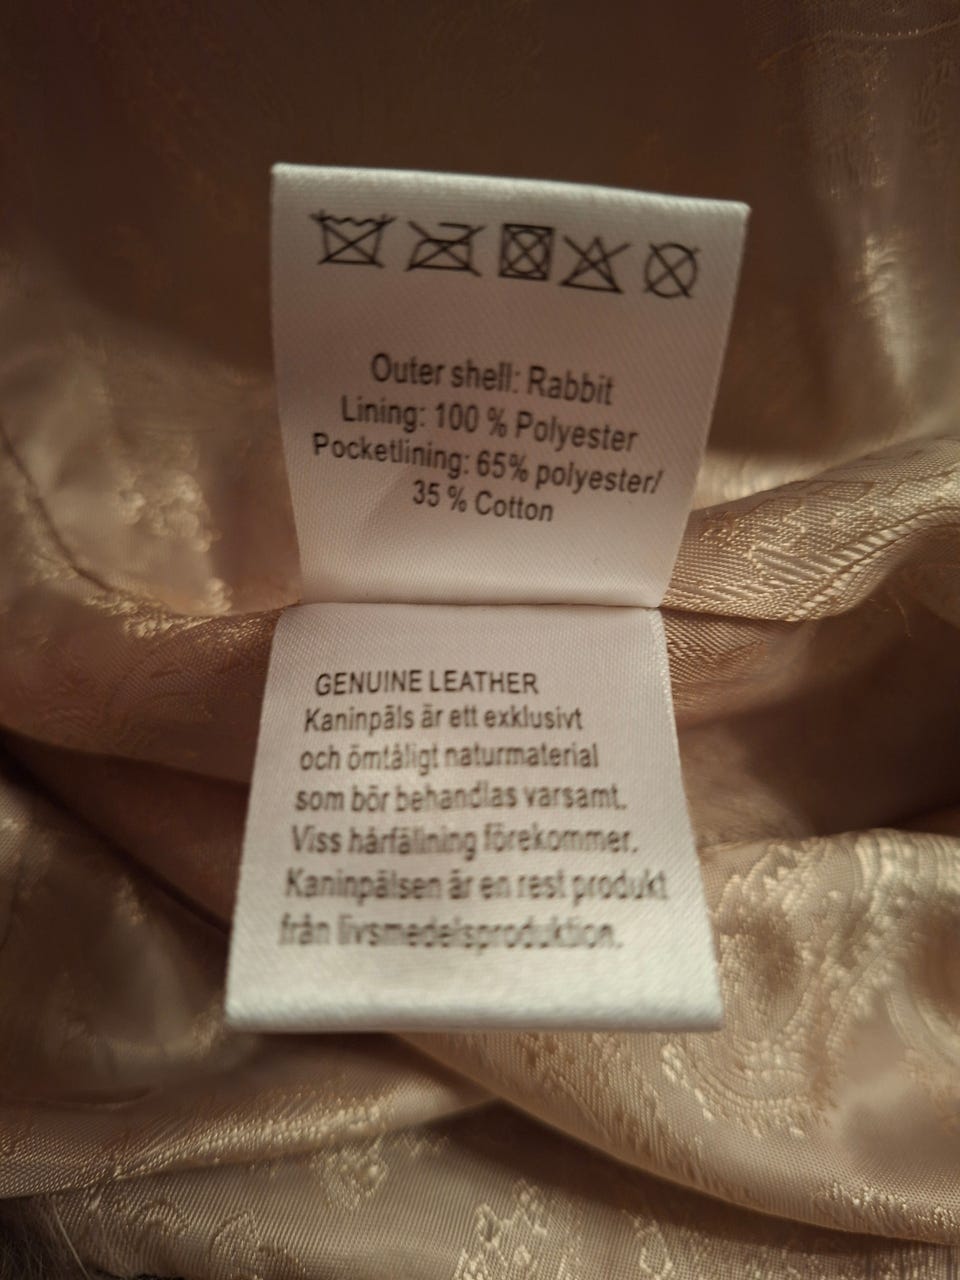 Outer shell: Rabbit
Lining: 100 % Polyester
Pocketlining: 65% polyester/
35 % Cotton
GENUINE LEATHER
Kaninpäls är ett exklusivt
och ömtåligt naturmaterial
som bör behandlas varsamt.
Viss hårfällning förekommer.
Kaninpälsen är en rest produkt
från livsmedelsproduktion.